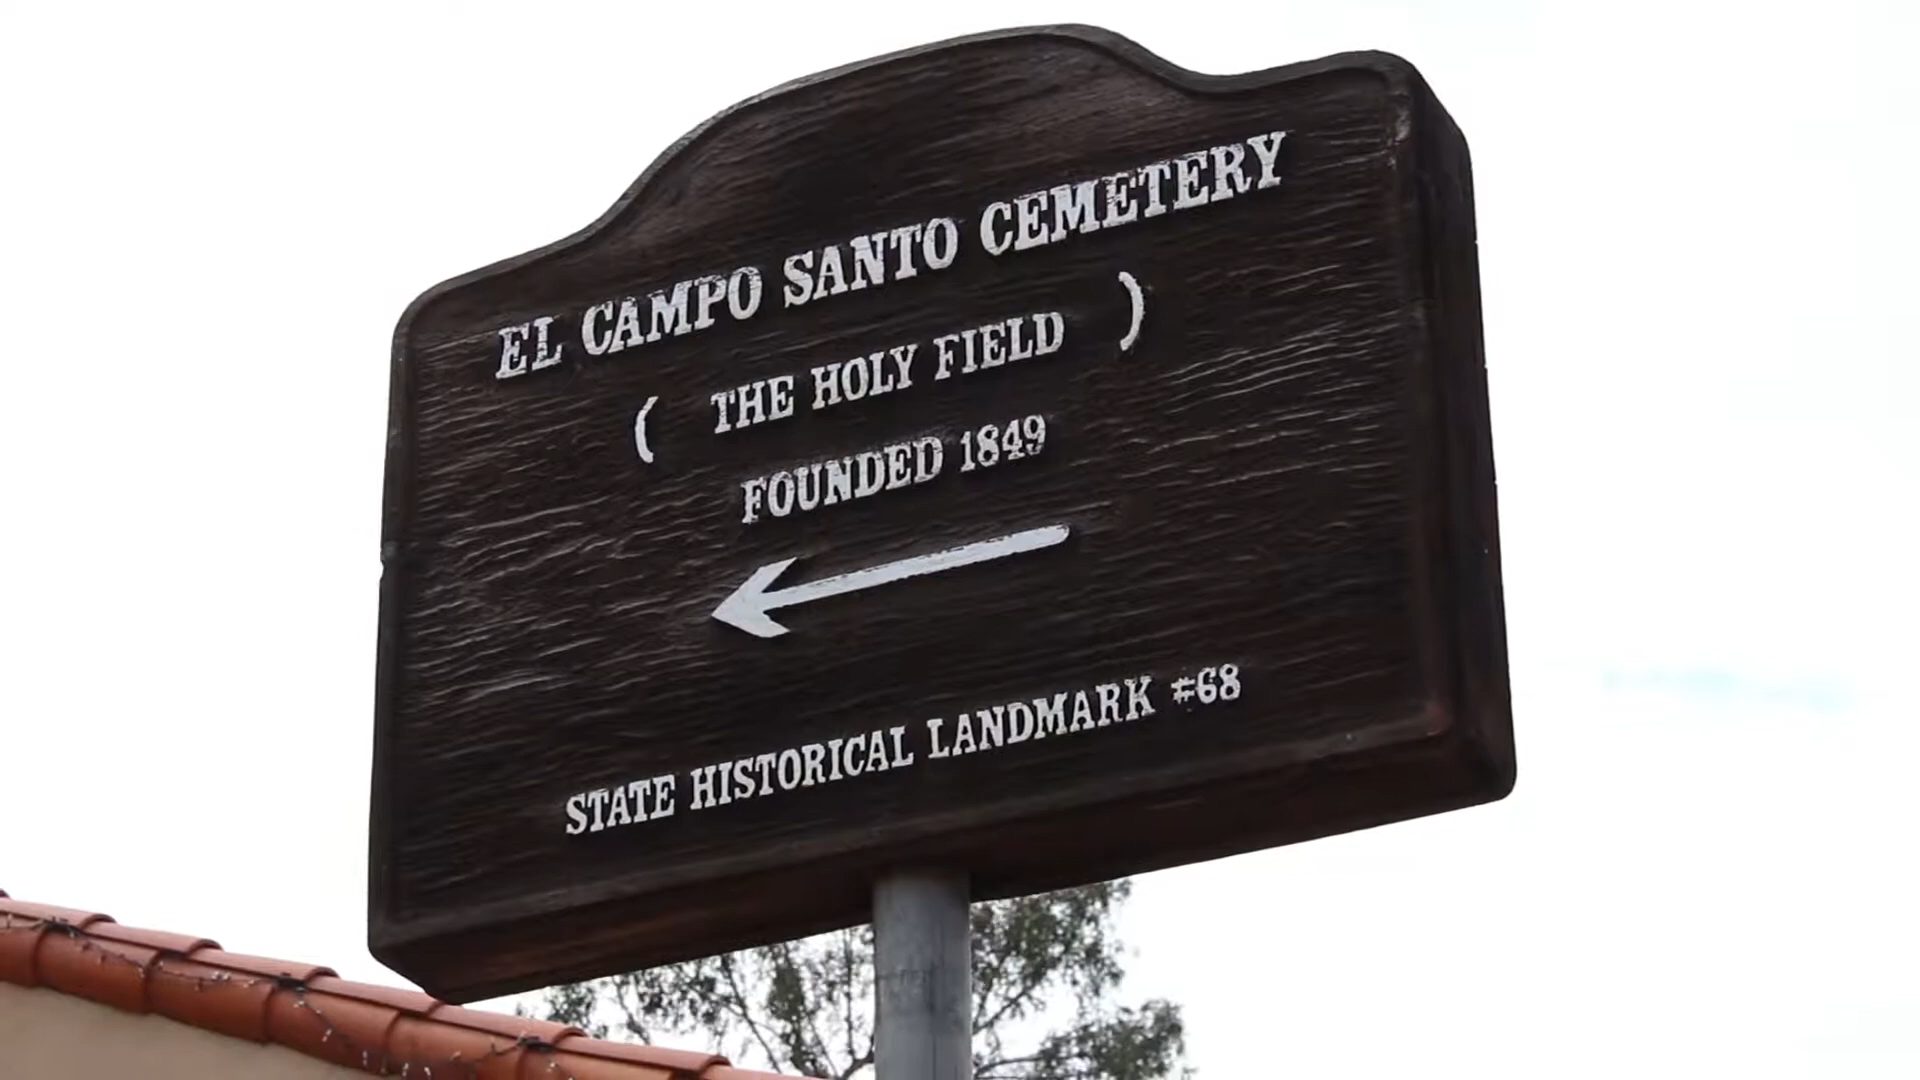 EL CAMPO SANTO CEMETERY
( THE HOLY FIELD )
FOUNDED 1849
STATE HISTORICAL LANDMARK #68